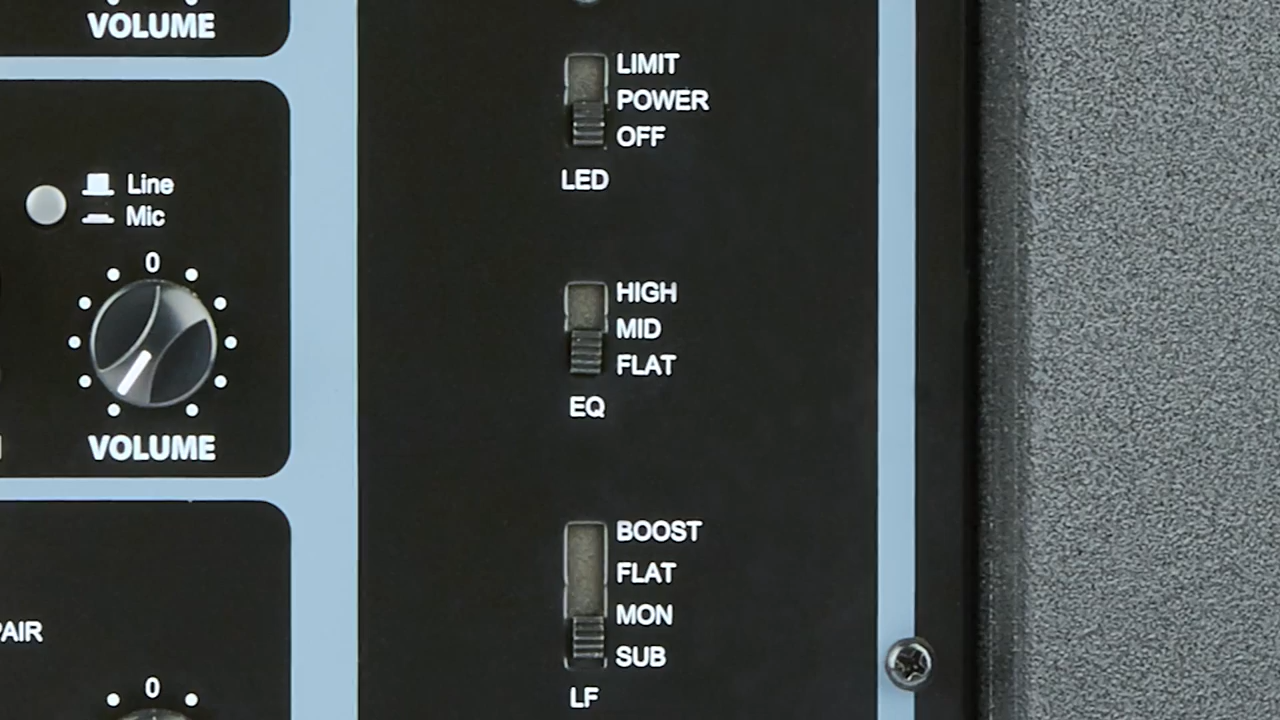 VOLUME
Line
Mic
0
VOLUME
PAIR
0
LIMIT
POWER
OFF
LED
HIGH
MID
FLAT
EQ
BOOST
FLAT
MON
SUB
LF